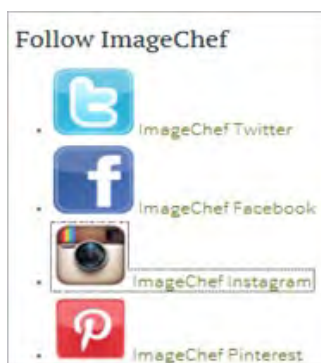 Follow ImageChef
ImageChef Twitter
ImageChef Facebook
ImageChef Instagram
ImageChef Pinterest